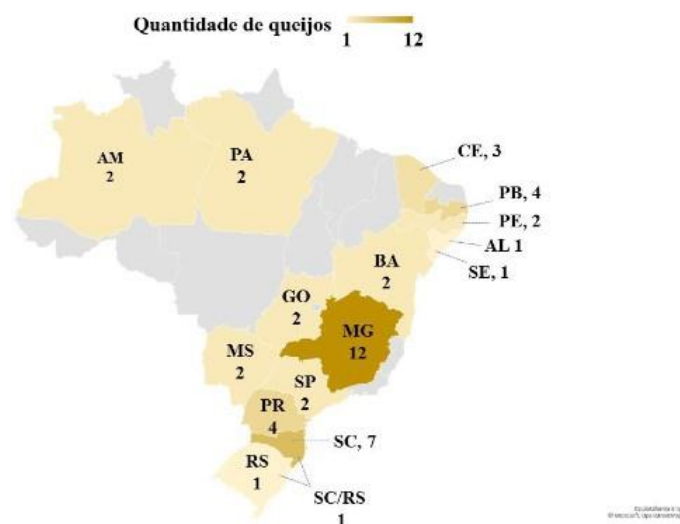 Quantidade de queijos
1 12
AM
2
PA
2
CE, 3
PB, 4
PE, 2
AL 1
SE, 1
BA
2
GO
2
MG
12
MS
2
SP
2
PR
4
SC, 7
RS
1
SC/RS
1